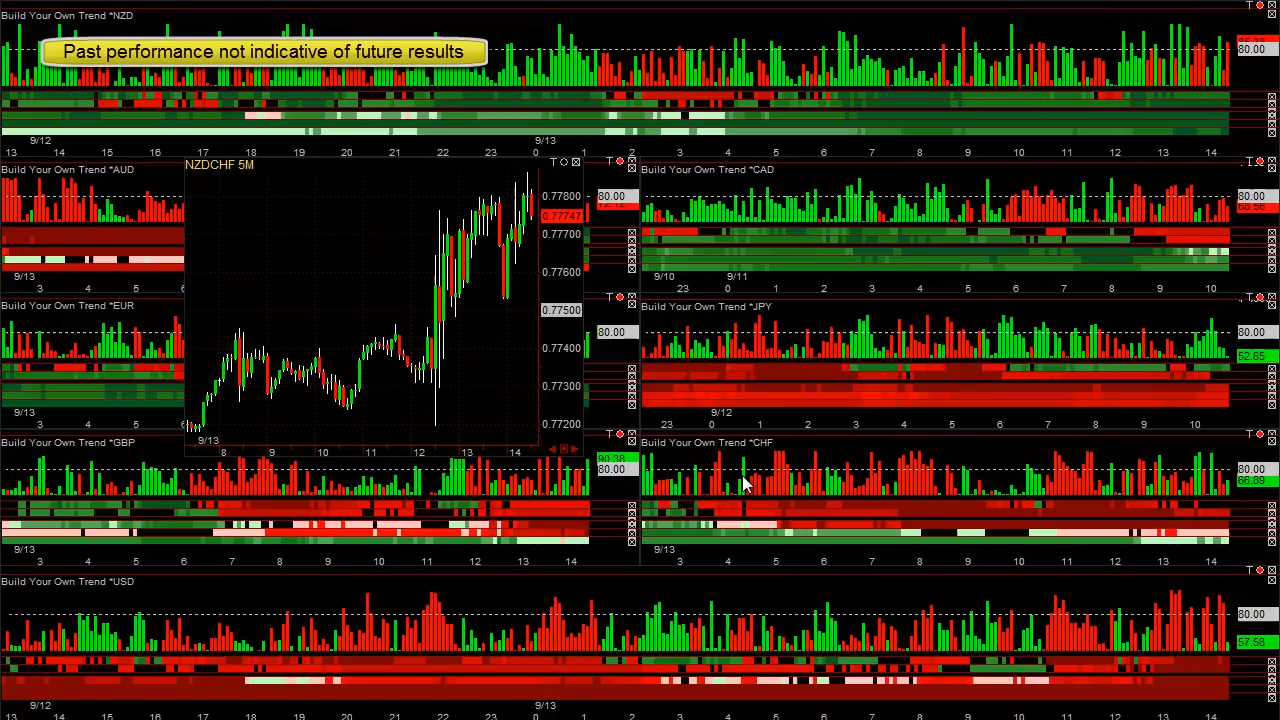 Build Your Own Trend *NZD
Past performance not indicative of future results
80.00
9/12 9/13
13 14 15 16 17 18 19 20 21 22 23 0 1 2 3 4 5 6 7 8 9 10 11 12 13 14
Build Your Own Trend *AUD
80.00
9/13
3 4 5
NZDCHF 5M
0.77800
0.77747
0.77700
0.77600
0.77500
0.77400
0.77300
0.77200
9/13
8 9 10 11 12 13 14
Build Your Own Trend *CAD
80.00
9/10 9/11
23 0 1 2 3 4 5 6 7 8 9 10
Build Your Own Trend *EUR
80.00
9/13
3 4 5
Build Your Own Trend *JPY
80.00
52.65
9/12
23 0 1 2 3 4 5 6 7 8 9 10
Build Your Own Trend *GBP
90.38
80.00
9/13
3 4 5 6 7 8 9 10 11 12 13 14
Build Your Own Trend *CHF
80.00
66.89
9/13
3 4 5 6 7 8 9 10 11 12 13 14
Build Your Own Trend *USD
80.00
57.58
9/12 9/13
13 14 15 16 17 18 19 20 21 22 23 0 1 2 3 4 5 6 7 8 9 10 11 12 13 14